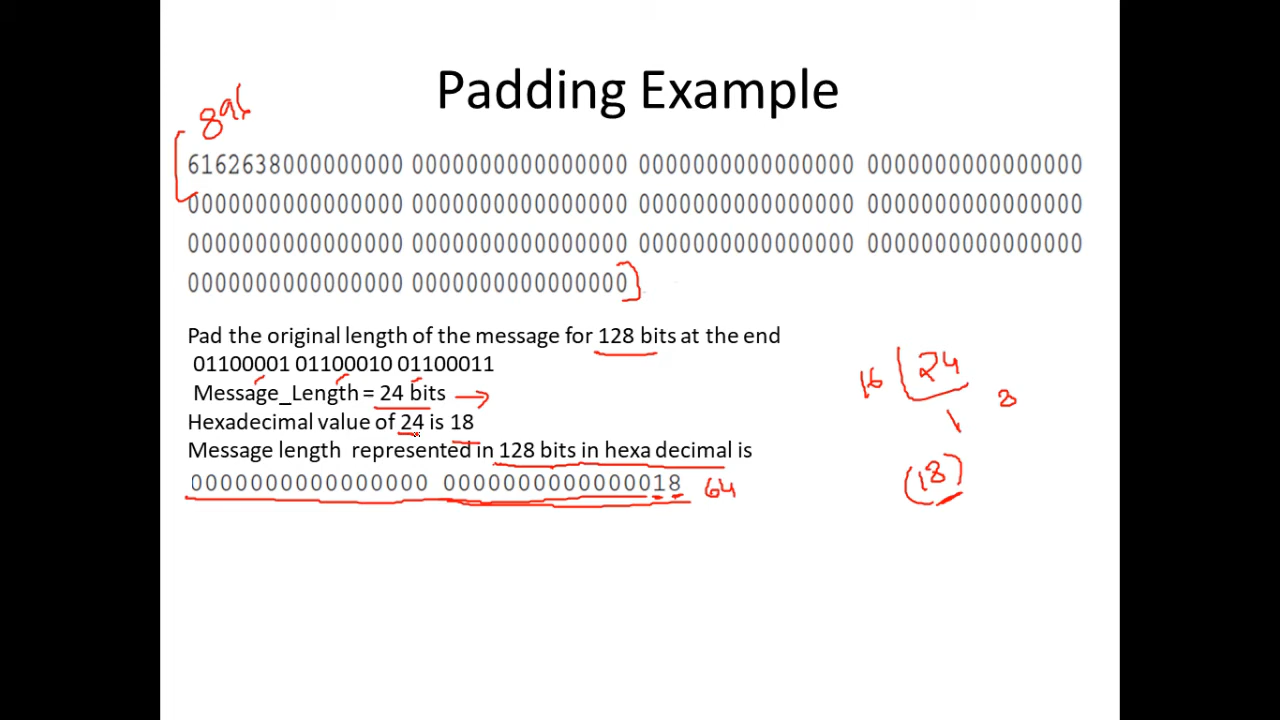 Padding Example
896
6162638000000000 0000000000000000 0000000000000000 0000000000000000
0000000000000000 0000000000000000 0000000000000000 0000000000000000
0000000000000000 0000000000000000 0000000000000000 0000000000000000
0000000000000000 0000000000000000
Pad the original length of the message for 128 bits at the end
01100001 01100010 01100011
Message_Length = 24 bits
Hexadecimal value of 24 is 18
Message length represented in 128 bits in hexa decimal is
0000000000000000 0000000000000018 64
16 24 8
(18)